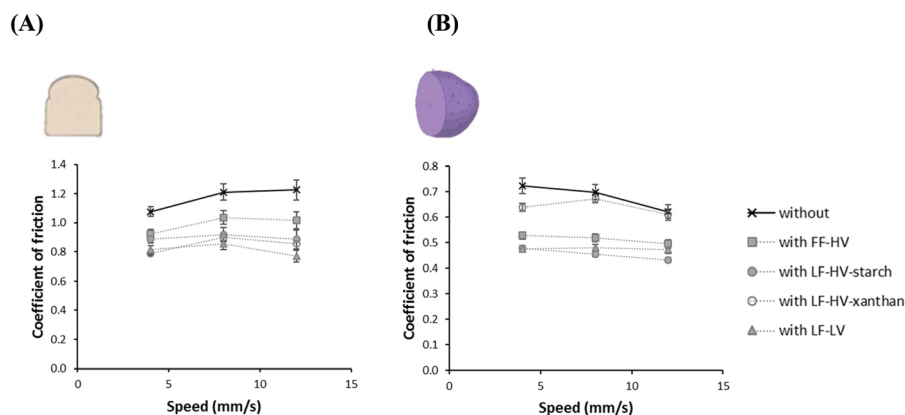 (A)
(B)
1.4
1.2
1.0
0.8
0.6
0.4
0.2
0.0
Coefficient of friction
0
5
10
15
Speed (mm/s)
0.8
0.7
0.6
0.5
0.4
0.3
0.2
0.1
0.0
Coefficient of friction
0
5
10
15
Speed (mm/s)
without
with FF-HV
with LF-HV-starch
with LF-HV-xanthan
with LF-LV